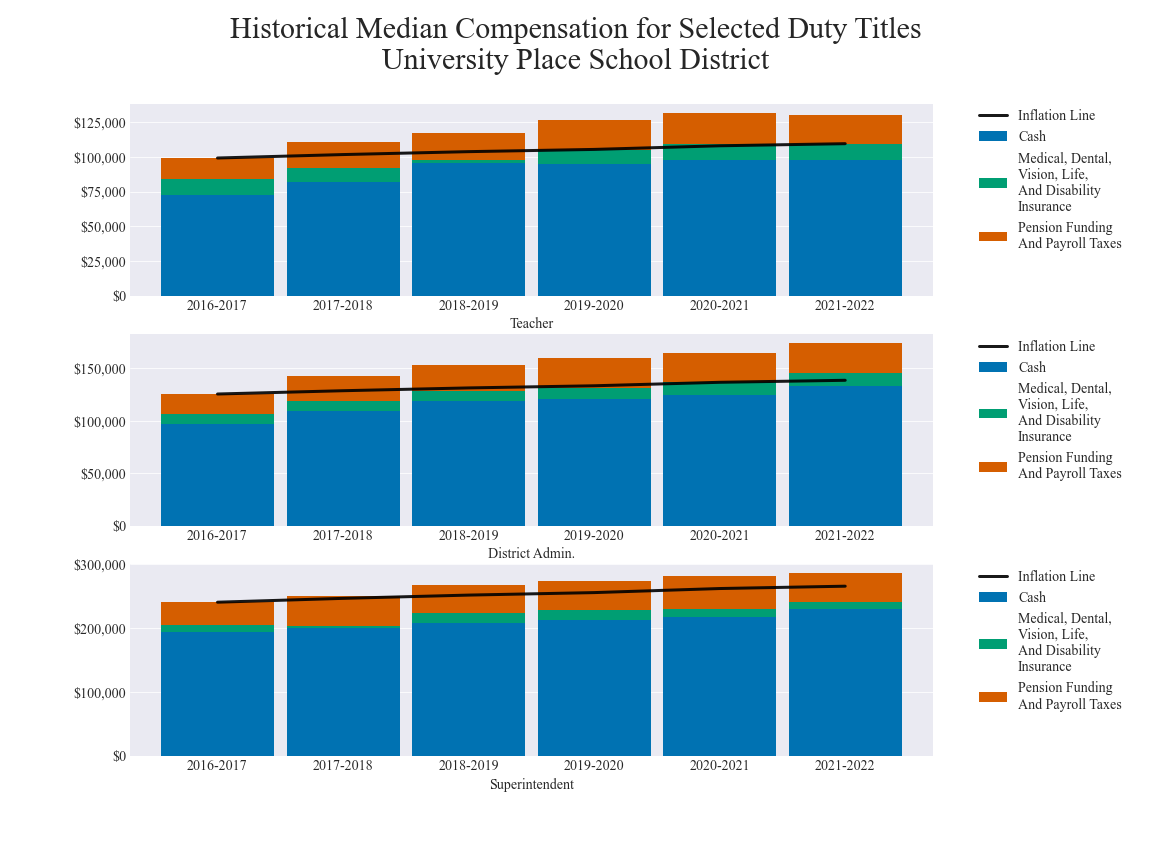 Historical Median Compensation for Selected Duty Titles
University Place School District
$125,000
$100,000
$75,000
$50,000
$25,000
$0
2016-2017 2017-2018 2018-2019 2019-2020 2020-2021 2021-2022
Teacher
Inflation Line
Cash
Medical, Dental,
Vision, Life,
And Disability
Insurance
Pension Funding
And Payroll Taxes
$150,000
$100,000
$50,000
$0
2016-2017 2017-2018 2018-2019 2019-2020 2020-2021 2021-2022
District Admin.
Inflation Line
Cash
Medical, Dental,
Vision, Life,
And Disability
Insurance
Pension Funding
And Payroll Taxes
$300,000
$200,000
$100,000
$0
2016-2017 2017-2018 2018-2019 2019-2020 2020-2021 2021-2022
Superintendent
Inflation Line
Cash
Medical, Dental,
Vision, Life,
And Disability
Insurance
Pension Funding
And Payroll Taxes